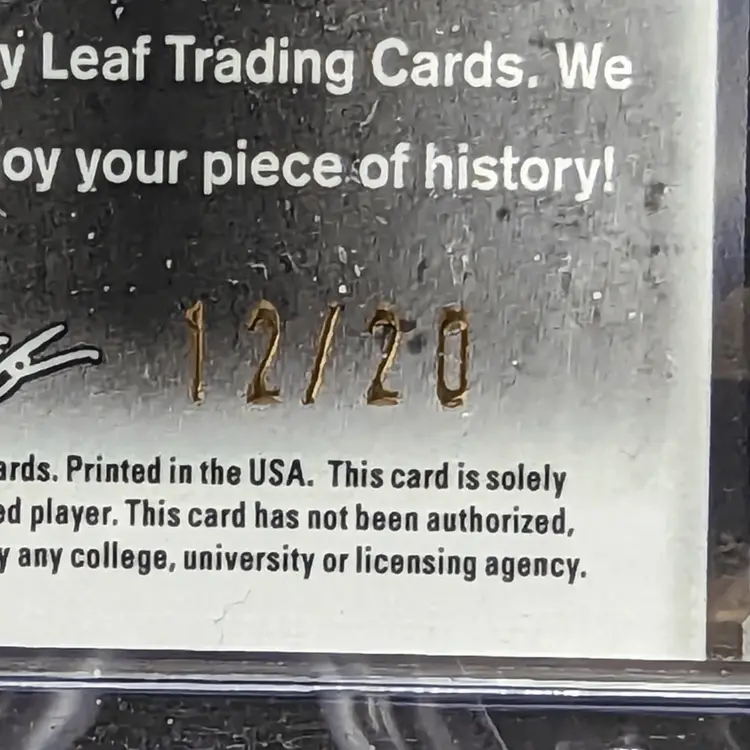 y Leaf Trading Cards. We
oy your piece of history!
12/20
ards. Printed in the USA. This card is solely
ed player. This card has not been authorized,
y any college, university or licensing agency.